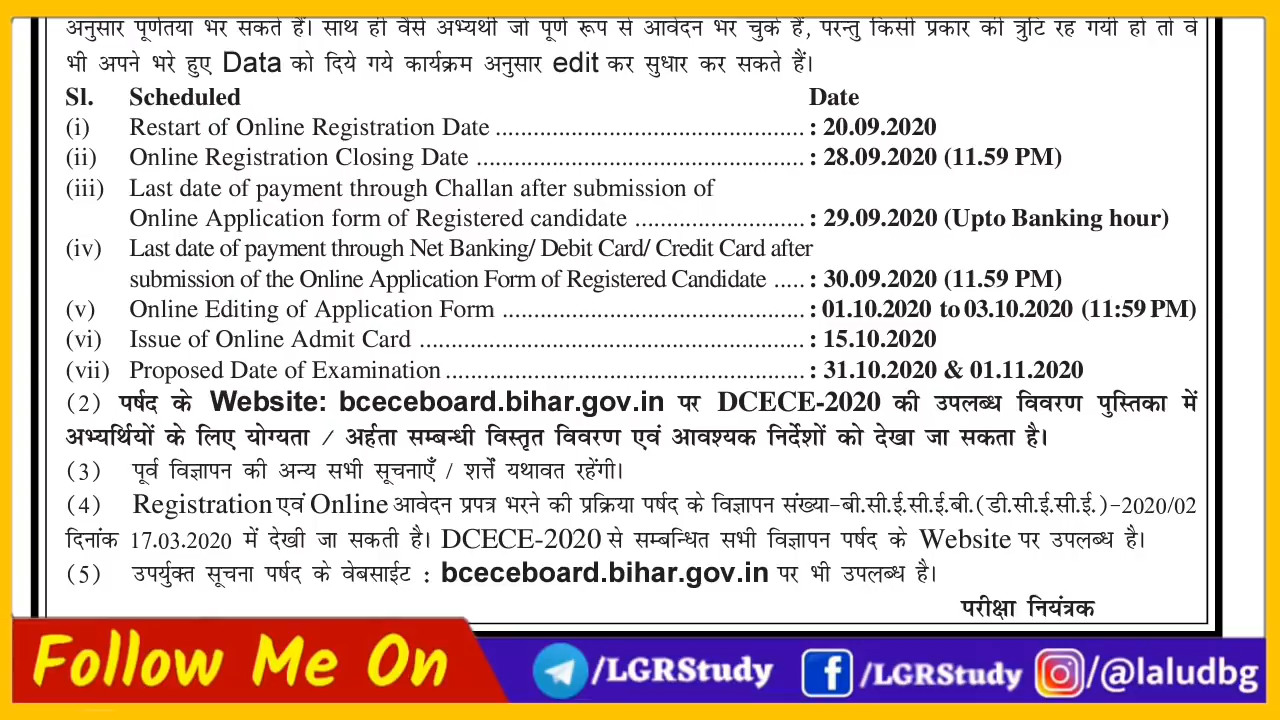 अनुसार पूर्णतया भर सकते हैं। साथ ही वैसे अभ्यर्थी जो पूर्ण रूप से आवेदन भर चुके हैं, परन्तु किसी प्रकार की त्रुटि रह गयी हो तो वे
भी अपने भरे हुए Data को दिये गये कार्यक्रम अनुसार edit कर सुधार कर सकते हैं।
Sl. Scheduled Date
(i) Restart of Online Registration Date ................................................. : 20.09.2020
(ii) Online Registration Closing Date .................................................... : 28.09.2020 (11.59 PM)
(iii) Last date of payment through Challan after submission of
Online Application form of Registered candidate ........................... : 29.09.2020 (Upto Banking hour)
(iv) Last date of payment through Net Banking/ Debit Card/ Credit Card after
submission of the Online Application Form of Registered Candidate ..... : 30.09.2020 (11.59 PM)
(v) Online Editing of Application Form ................................................ : 01.10.2020 to 03.10.2020 (11:59 PM)
(vi) Issue of Online Admit Card ............................................................. : 15.10.2020
(vii) Proposed Date of Examination ......................................................... : 31.10.2020 & 01.11.2020
(2) पर्षद के Website: bceceboard.bihar.gov.in पर DCECE-2020 की उपलब्ध विवरण पुस्तिका में
अभ्यर्थियों के लिए योग्यता / अर्हता सम्बन्धी विस्तृत विवरण एवं आवश्यक निर्देशों को देखा जा सकता है।
(3) पूर्व विज्ञापन की अन्य सभी सूचनाएँ / शर्त्तें यथावत रहेंगी।
(4) Registration एवं Online आवेदन प्रपत्र भरने की प्रक्रिया पर्षद के विज्ञापन संख्या-बी.सी.ई.सी.ई.बी.(डी.सी.ई.सी.ई.)-2020/02
दिनांक 17.03.2020 में देखी जा सकती है। DCECE-2020 से सम्बन्धित सभी विज्ञापन पर्षद के Website पर उपलब्ध है।
(5) उपर्युक्त सूचना पर्षद के वेबसाईट : bceceboard.bihar.gov.in पर भी उपलब्ध है।
परीक्षा नियंत्रक
Follow Me On /LGRStudy /LGRStudy /@laludbg